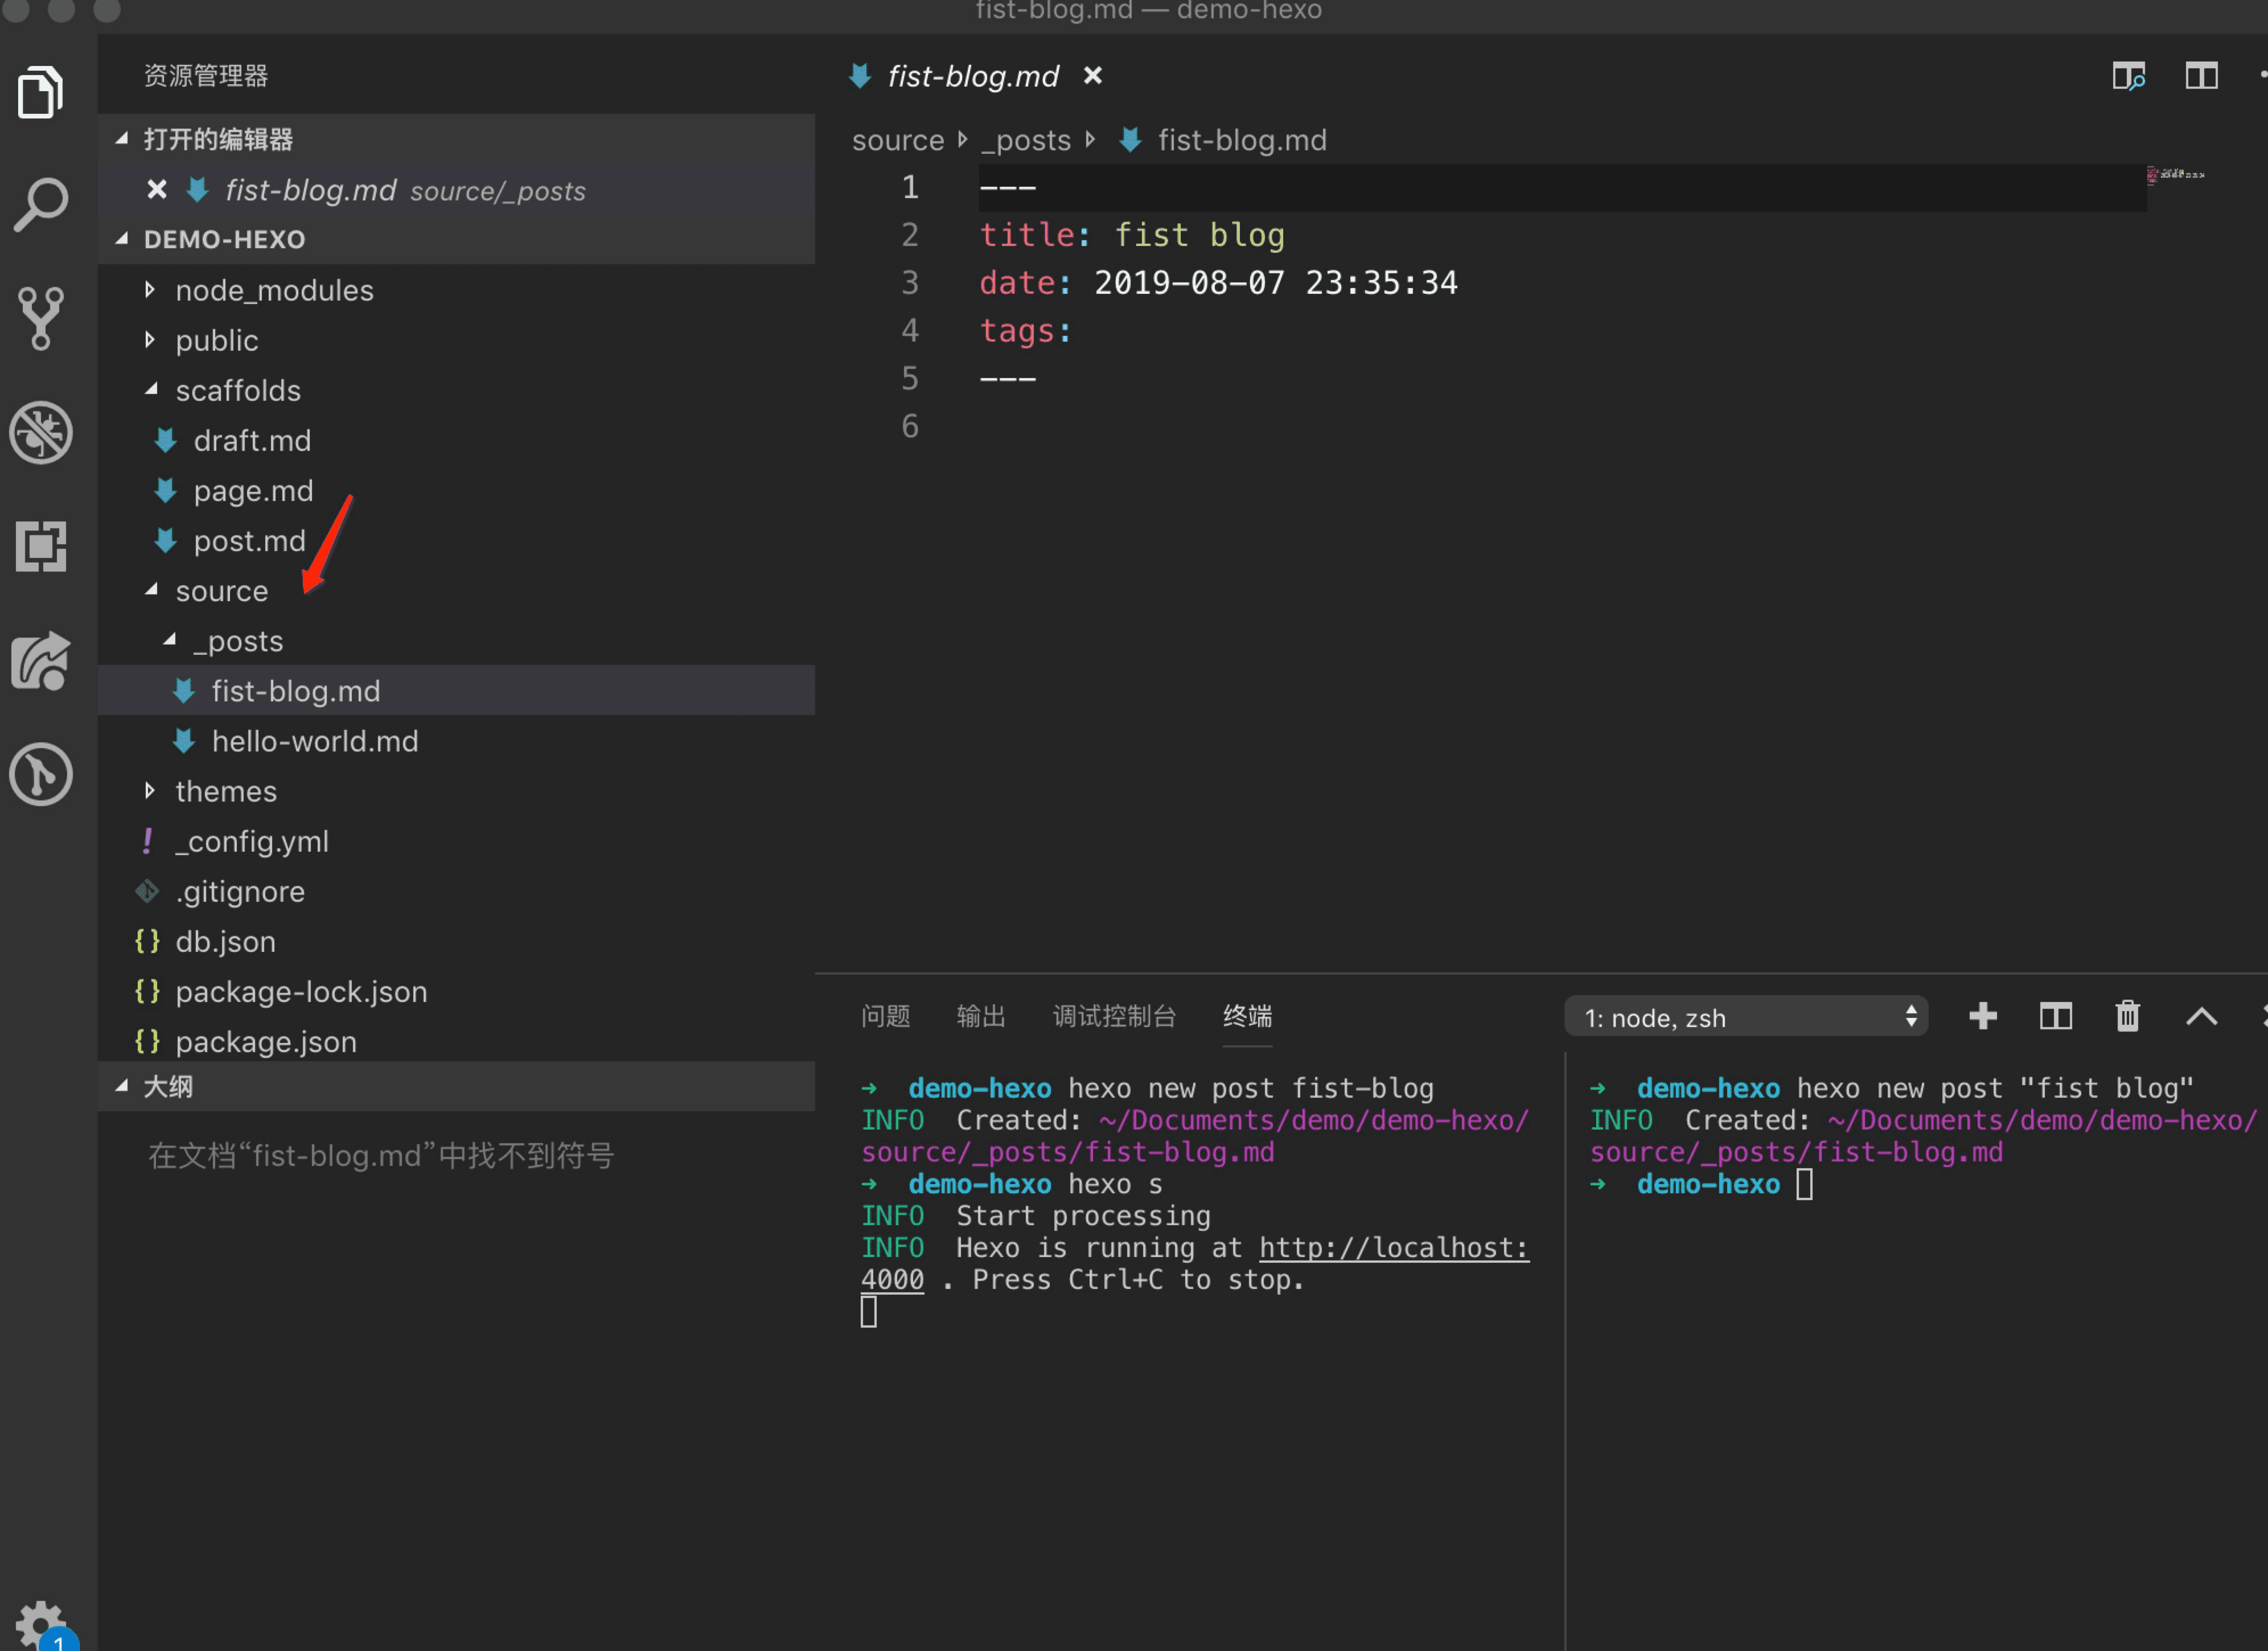 fist-blog.md — demo-hexo
资源管理器
打开的编辑器
fist-blog.md source/_posts
DEMO-HEXO
node_modules
public
scaffolds
draft.md
page.md
post.md
source
_posts
fist-blog.md
hello-world.md
themes
_config.yml
.gitignore
db.json
package-lock.json
package.json
大纲
在文档“fist-blog.md”中找不到符号
1
fist-blog.md
source _posts fist-blog.md
1 ---
2 title: fist blog
3 date: 2019-08-07 23:35:34
4 tags:
5 ---
6
问题 输出 调试控制台 终端 1: node, zsh
→ demo-hexo hexo new post fist-blog
INFO Created: ~/Documents/demo/demo-hexo/
source/_posts/fist-blog.md
→ demo-hexo hexo s
INFO Start processing
INFO Hexo is running at http://localhost:
4000 . Press Ctrl+C to stop.
→ demo-hexo hexo new post "fist blog"
INFO Created: ~/Documents/demo/demo-hexo/
source/_posts/fist-blog.md
→ demo-hexo